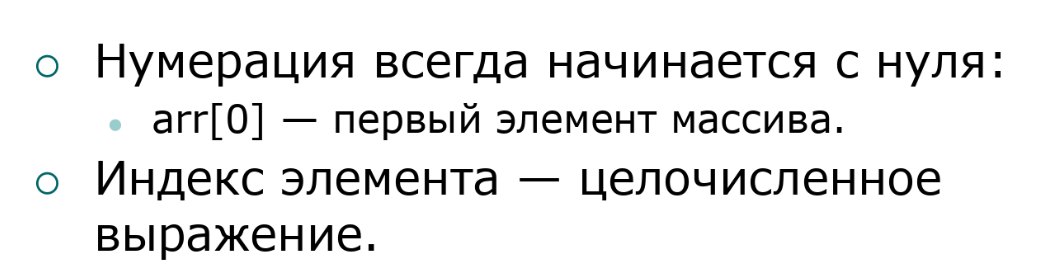 Нумерация всегда начинается с нуля:
arr[0] — первый элемент массива.
Индекс элемента — целочисленное
выражение.